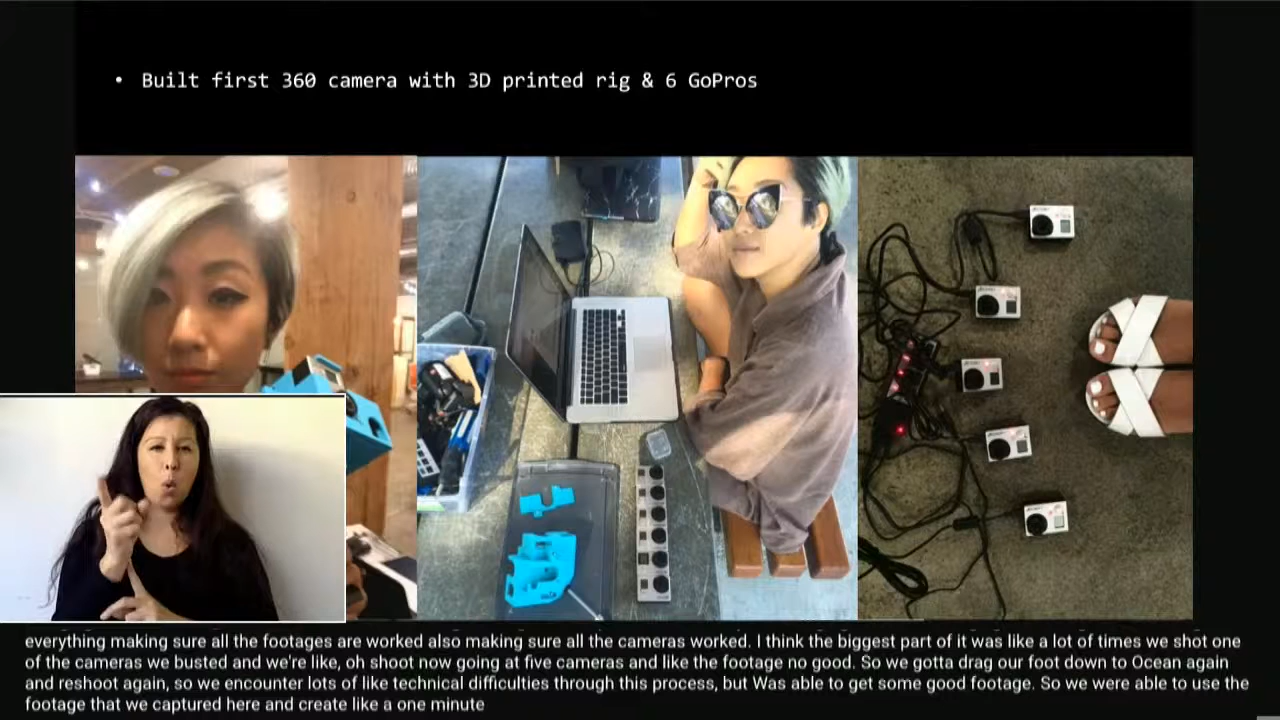 • Built first 360 camera with 3D printed rig & 6 GoPros
everything making sure all the footages are worked also making sure all the cameras worked. I think the biggest part of it was like a lot of times we shot one
of the cameras we busted and we're like, oh shoot now going at five cameras and like the footage no good. So we gotta drag our foot down to Ocean again
and reshoot again, so we encounter lots of like technical difficulties through this process, but Was able to get some good footage. So we were able to use the
footage that we captured here and create like a one minute